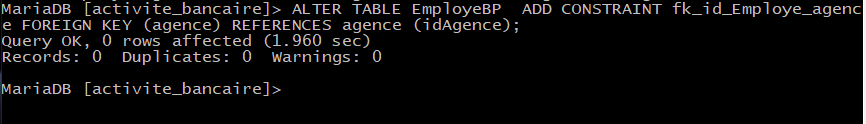 MariaDB [activite_bancaire]> ALTER TABLE EmployeBP  ADD CONSTRAINT fk_id_Employe_agenc
e FOREIGN KEY (agence) REFERENCES agence (idAgence);
Query OK, 0 rows affected (1.960 sec)
Records: 0  Duplicates: 0  Warnings: 0
MariaDB [activite_bancaire]>